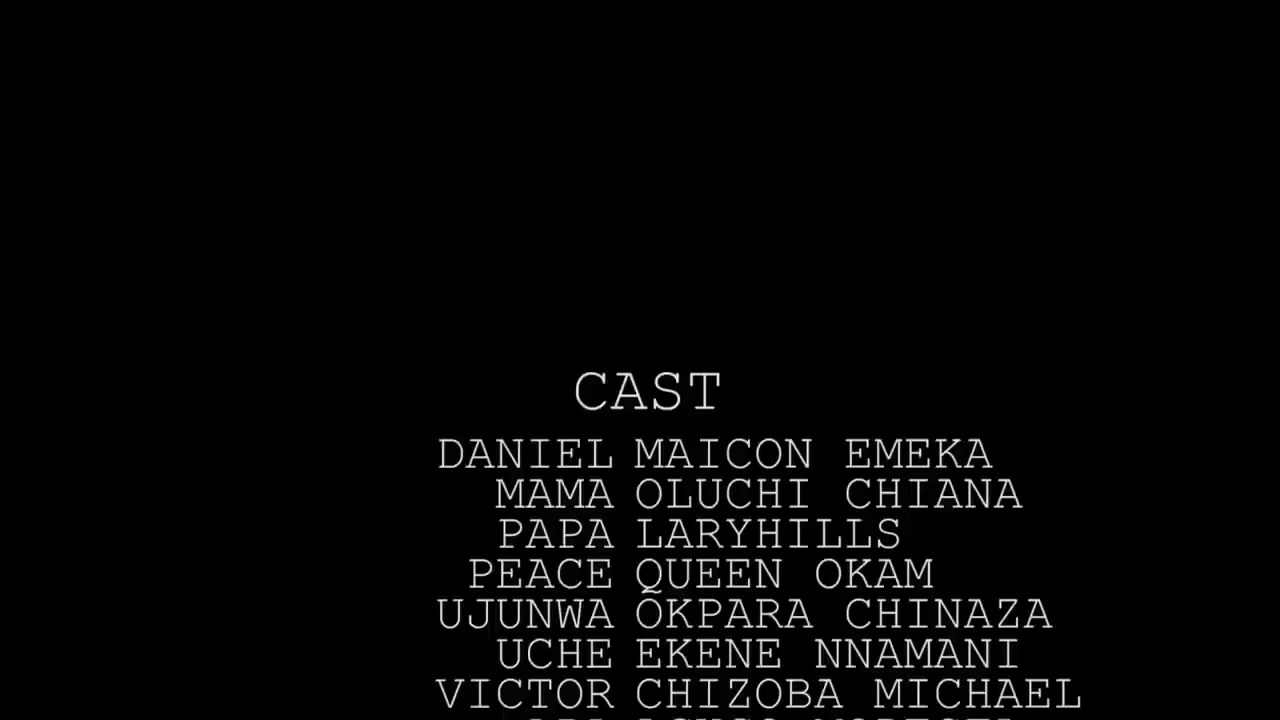 CAST
DANIEL MAICON EMEKA
MAMA OLUCHI CHIANA
PAPA LARYHILLS
PEACE QUEEN OKAM
UJUNWA OKPARA CHINAZA
UCHE EKENE NNAMANI
VICTOR CHIZOBA MICHAEL